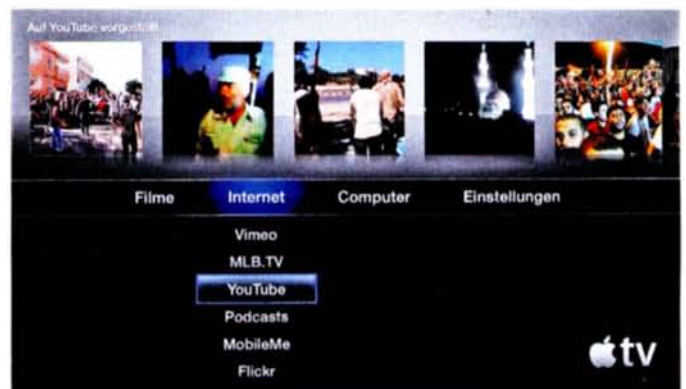 Auf YouTube vorgestellt
Filme Internet Computer Einstellungen
Vimeo
MLB.TV
YouTube
Podcasts
MobileMe
Flickr
tv